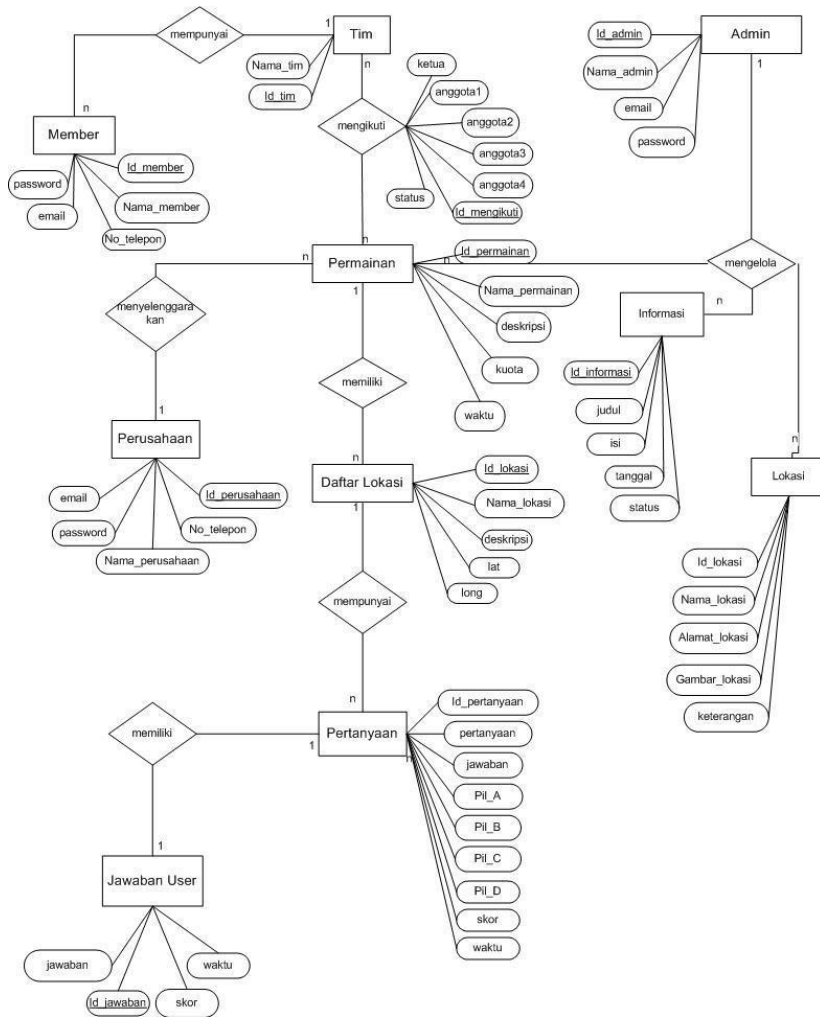 mempunyai
1
Tim
Nama_tim
Id_tim
n
n
Member
Id_member
password
Nama_member
email
No_telepon
mengikuti
ketua
anggota1
anggota2
anggota3
anggota4
status
Id_mengikuti
n
Id_admin
Admin
Nama_admin
1
email
password
n
Permainan
n
Id_permainan
1
Nama_permainan
deskripsi
kuota
waktu
mengelola
n
Informasi
Id_informasi
judul
isi
tanggal
status
n
Lokasi
Id_lokasi
Nama_lokasi
Alamat_lokasi
Gambar_lokasi
keterangan
menyelenggara
kan
1
Perusahaan
email
Id_perusahaan
password
No_telepon
Nama_perusahaan
memiliki
n
Daftar Lokasi
1
Id_lokasi
Nama_lokasi
deskripsi
lat
long
mempunyai
n
Pertanyaan
1
n
Id_pertanyaan
pertanyaan
jawaban
Pil_A
Pil_B
Pil_C
Pil_D
skor
waktu
memiliki
1
Jawaban User
jawaban
waktu
Id_jawaban
skor